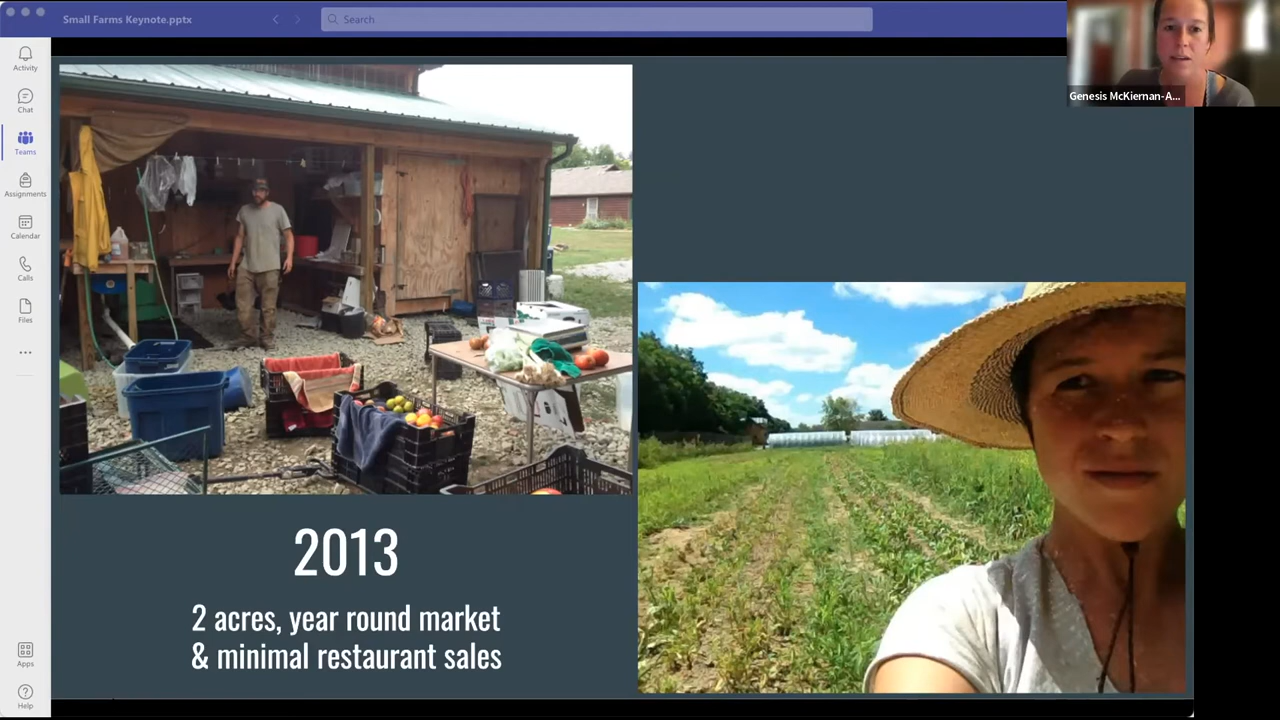 Small Farms Keynote.pptx
Search
Genesis McKiernan-A...
Activity
Chat
Teams
Assignments
Calendar
Calls
Files
Apps
Help
2013
2 acres, year round market
& minimal restaurant sales